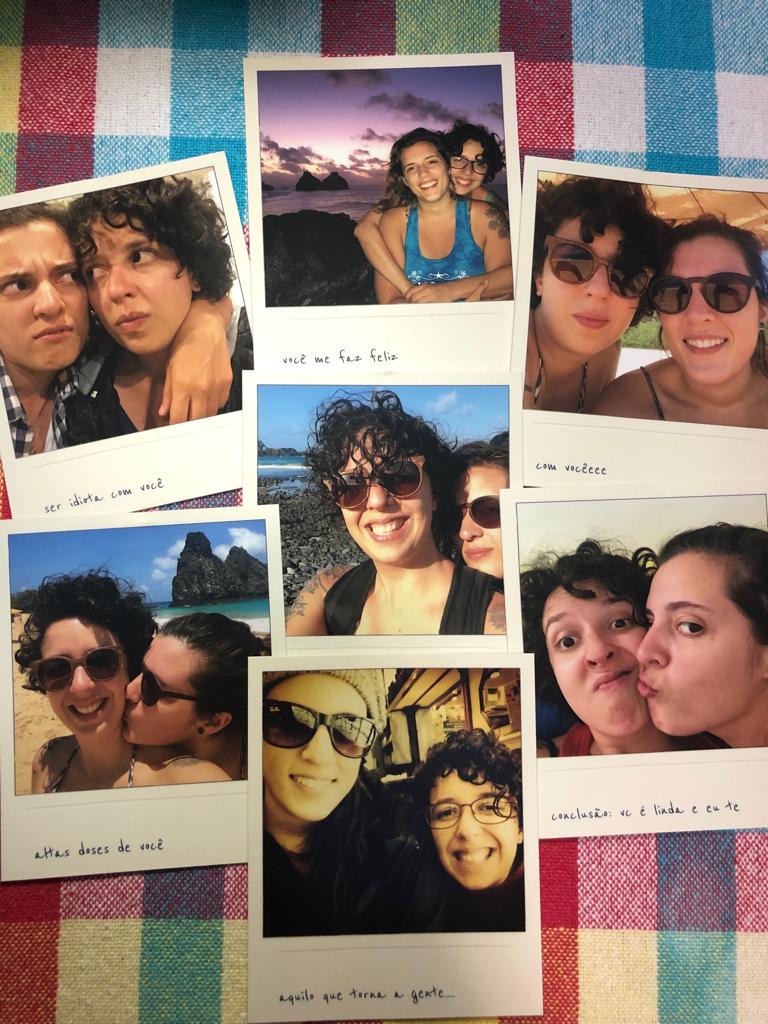 você me faz feliz
ser idiota com você
com vocêeee
altas doses de você
conclusão: vc é linda e eu te
aquilo que torna a gente....